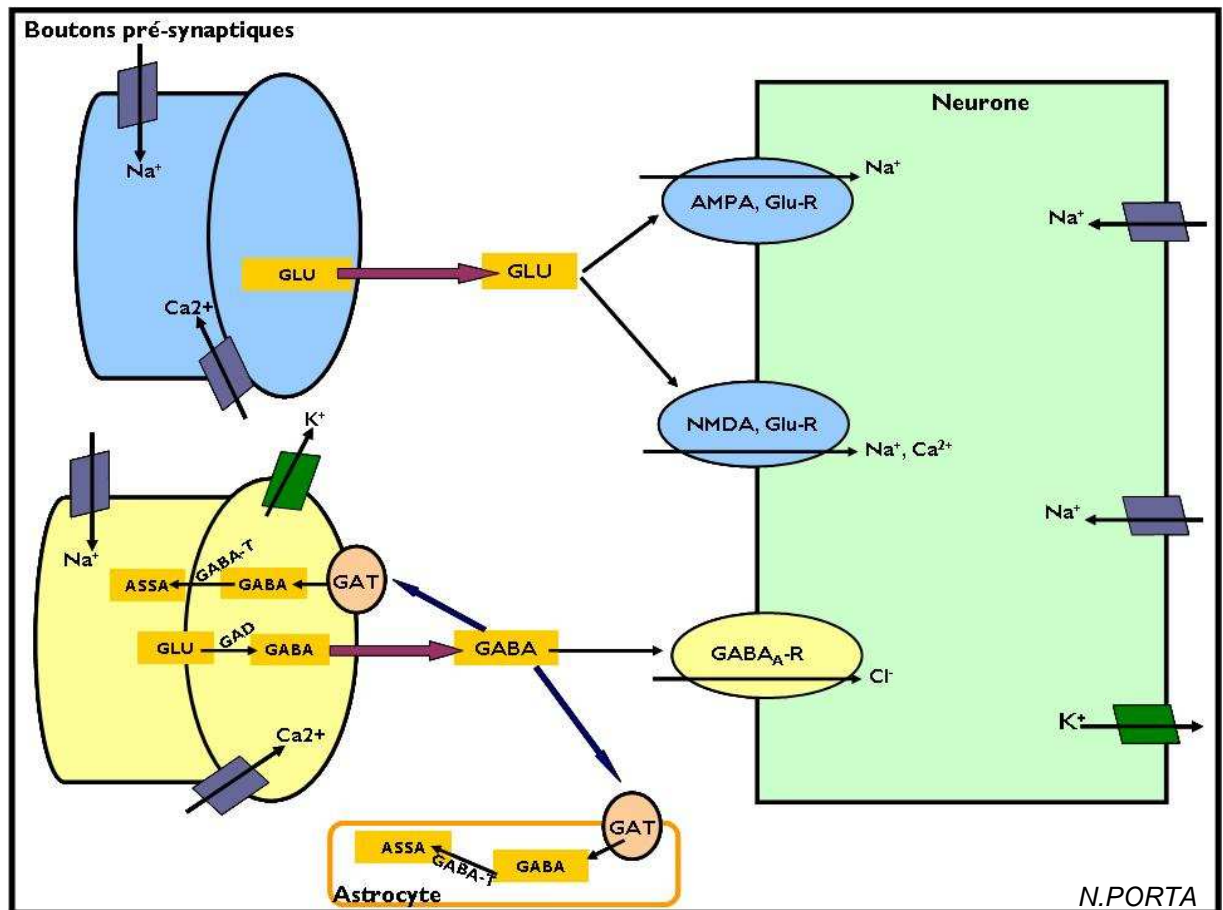 Boutons pré-synaptiques
Neurone
Na⁺
Na⁺
AMPA, Glu-R
Na⁺
GLU
GLU
Ca2+
K⁺
NMDA, Glu-R
Na⁺, Ca²⁺
Na⁺
Na⁺
ASSA
GABA-T
GABA
GAT
GLU
GAD
GABA
GABA
GABA_A-R
Cl⁻
K⁺
Ca2+
GAT
ASSA
GABA-T
GABA
Astrocyte
N.PORTA